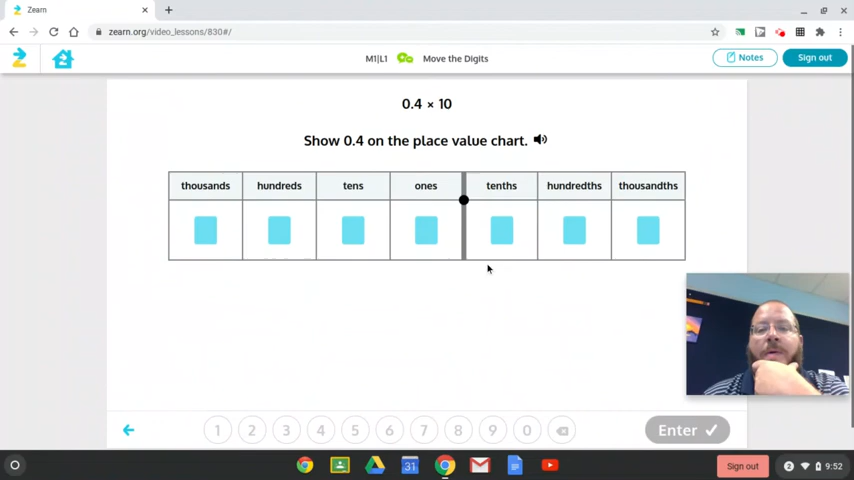 Zearn
zearn.org/video_lessons/830#/
M1|L1 Move the Digits
Notes
Sign out
0.4 × 10
Show 0.4 on the place value chart.
thousands hundreds tens ones tenths hundredths thousandths
1 2 3 4 5 6 7 8 9 0
Enter
31
Sign out
2 9:52